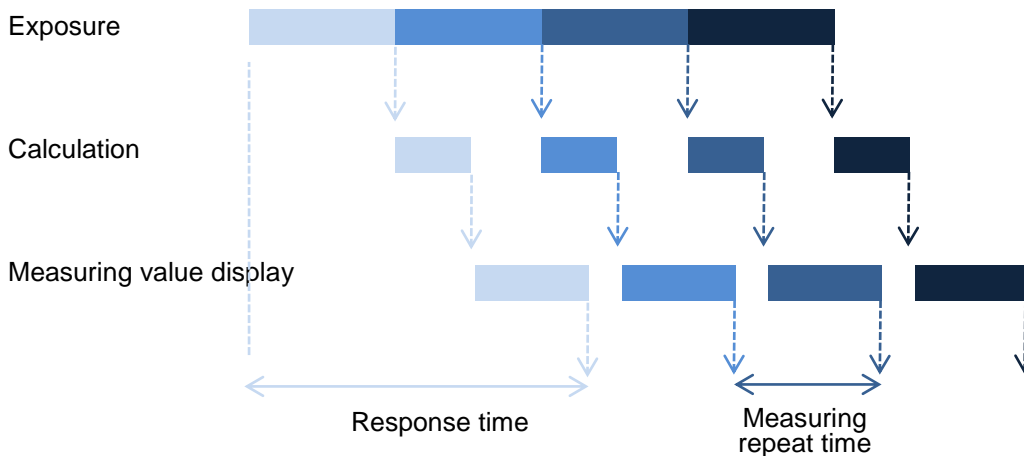 Exposure
Calculation
Measuring value display
Response time
Measuring
repeat time